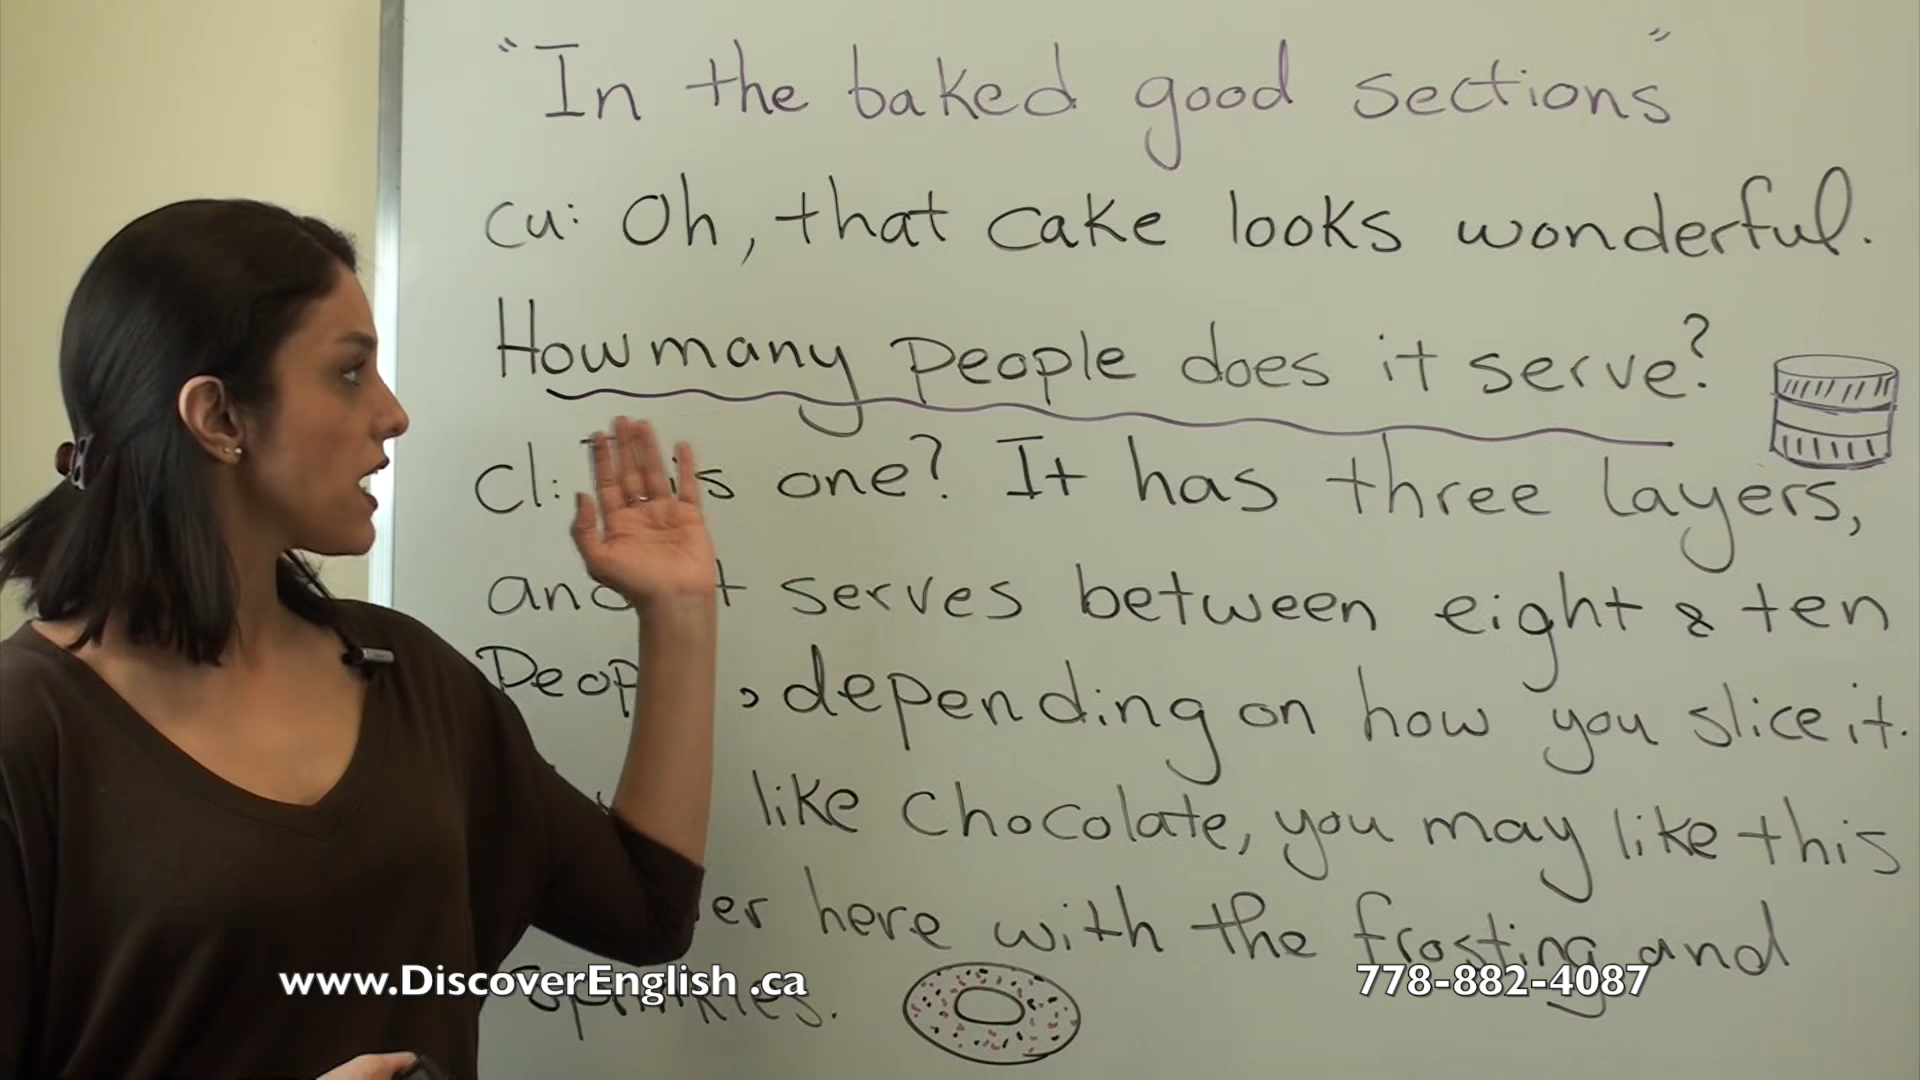 "In the baked good sections"
cu: Oh, that cake looks wonderful.
How many people does it serve?
cl: one? It has three layers,
serves between eight & ten
, depending on how you slice it.
like chocolate, you may like this
here with the frosting and
sprinkles.
www.DiscoverEnglish .ca
778-882-4087